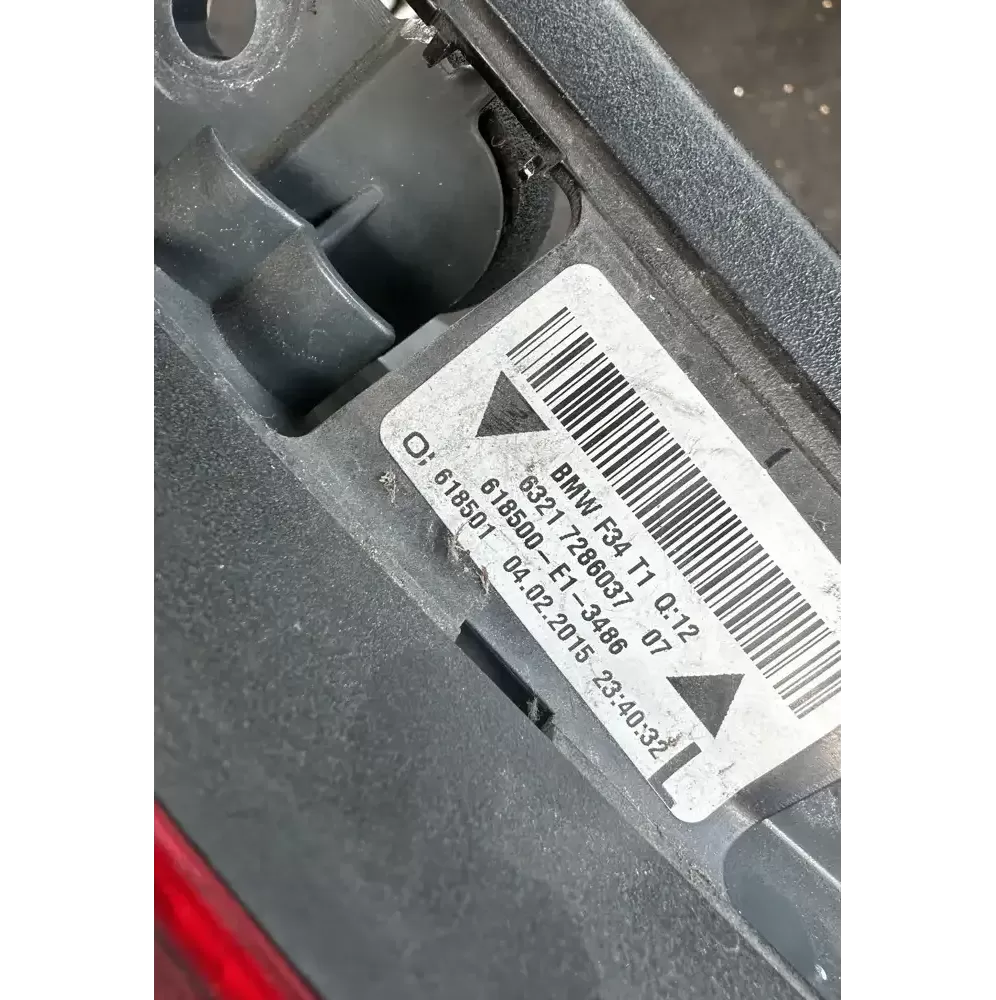 BMW F34 T1 Q:12
6321 7286037 07
618500-E1-3486
O; 618501 04.02.2015 23:40:32
L